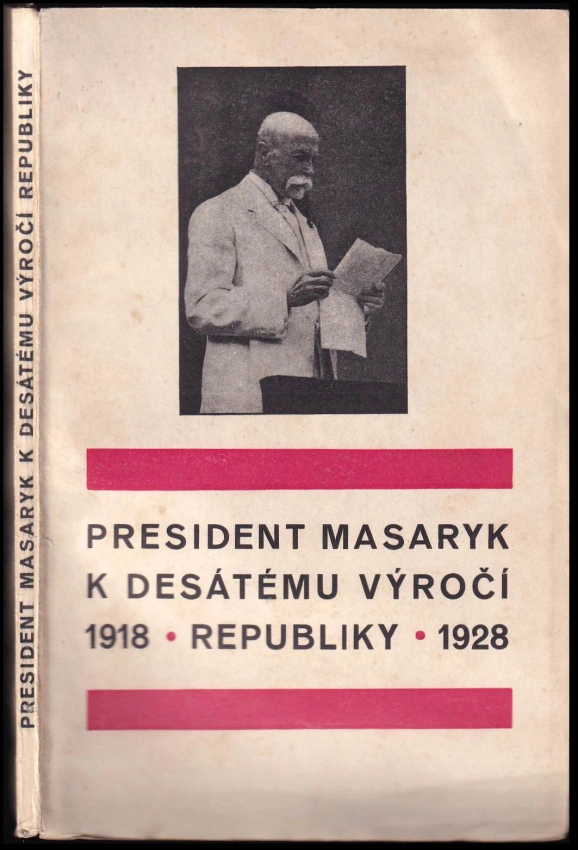 PRESIDENT MASARYK K DESÁTÉMU VÝROČÍ REPUBLIKY
PRESIDENT MASARYK
K DESÁTÉMU VÝROČÍ
1918 • REPUBLIKY • 1928